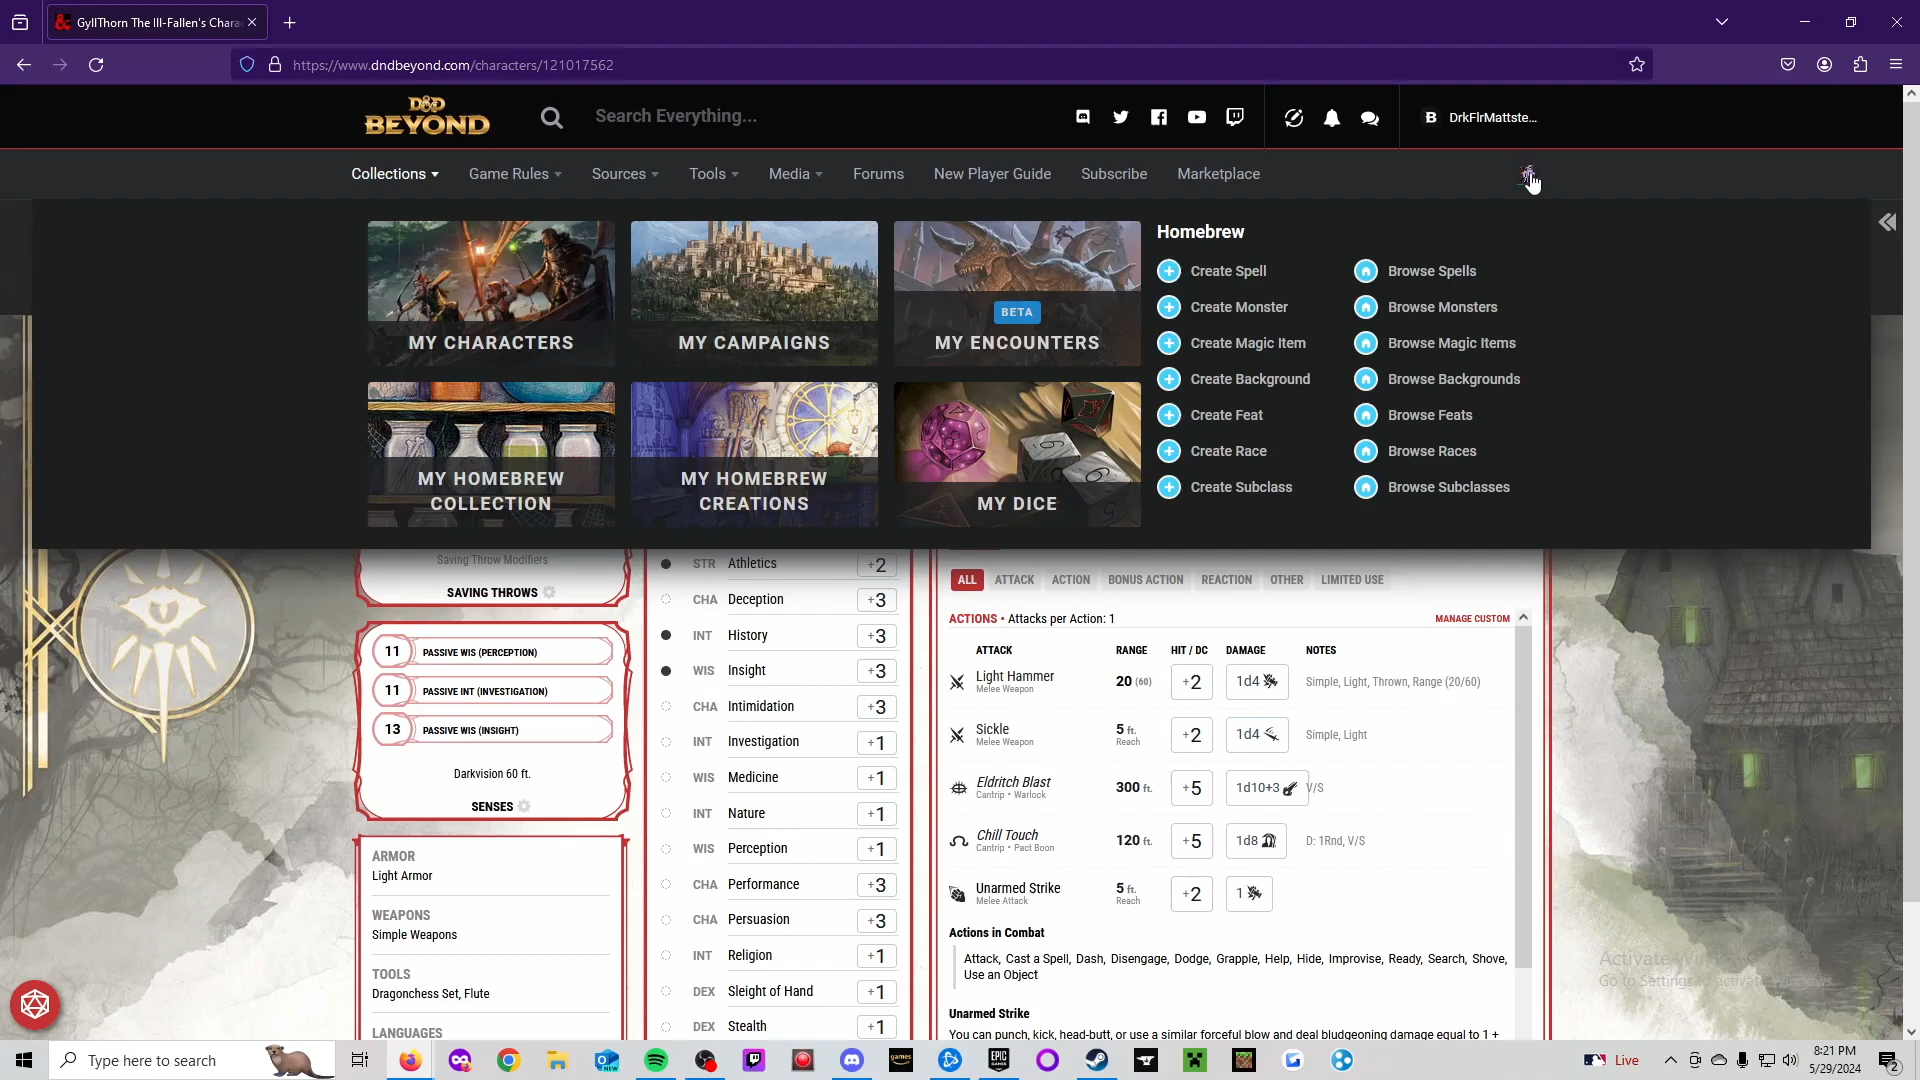 GyllThorn The Ill-Fallen's Chara
https://www.dndbeyond.com/characters/121017562
D&D
BEYOND
Search Everything...
DrkFlrMattste...
Collections
Game Rules
Sources
Tools
Media
Forums
New Player Guide
Subscribe
Marketplace
MY CHARACTERS
MY CAMPAIGNS
BETA
MY ENCOUNTERS
MY HOMEBREW
COLLECTION
MY HOMEBREW
CREATIONS
MY DICE
Homebrew
Create Spell
Browse Spells
Create Monster
Browse Monsters
Create Magic Item
Browse Magic Items
Create Background
Browse Backgrounds
Create Feat
Browse Feats
Create Race
Browse Races
Create Subclass
Browse Subclasses
Saving Throw Modifiers
SAVING THROWS
11 PASSIVE WIS (PERCEPTION)
11 PASSIVE INT (INVESTIGATION)
13 PASSIVE WIS (INSIGHT)
Darkvision 60 ft.
SENSES
ARMOR
Light Armor
WEAPONS
Simple Weapons
TOOLS
Dragonchess Set, Flute
LANGUAGES
STR Athletics +2
CHA Deception +3
INT History +3
WIS Insight +3
CHA Intimidation +3
INT Investigation +1
WIS Medicine +1
INT Nature +1
WIS Perception +1
CHA Performance +3
CHA Persuasion +3
INT Religion +1
DEX Sleight of Hand +1
DEX Stealth +1
ALL ATTACK ACTION BONUS ACTION REACTION OTHER LIMITED USE
ACTIONS • Attacks per Action: 1
MANAGE CUSTOM
ATTACK RANGE HIT / DC DAMAGE NOTES
Light Hammer 20 (60) +2 1d4 Simple, Light, Thrown, Range (20/60)
Melee Weapon
Sickle 5 ft. +2 1d4 Simple, Light
Melee Weapon Reach
Eldritch Blast 300 ft. +5 1d10+3 V/S
Cantrip • Warlock
Chill Touch 120 ft. +5 1d8 D: 1Rnd, V/S
Cantrip • Pact Boon
Unarmed Strike 5 ft. +2 1
Melee Attack Reach
Actions in Combat
Attack, Cast a Spell, Dash, Disengage, Dodge, Grapple, Help, Hide, Improvise, Ready, Search, Shove,
Use an Object
Unarmed Strike
You can punch, kick, head-butt, or use a similar forceful blow and deal bludgeoning damage equal to 1 +
Activate Windows
Go to Settings to activate Windows.
Type here to search
NEW
games
EPIC
GAMES
Live
8:21 PM
5/29/2024
2